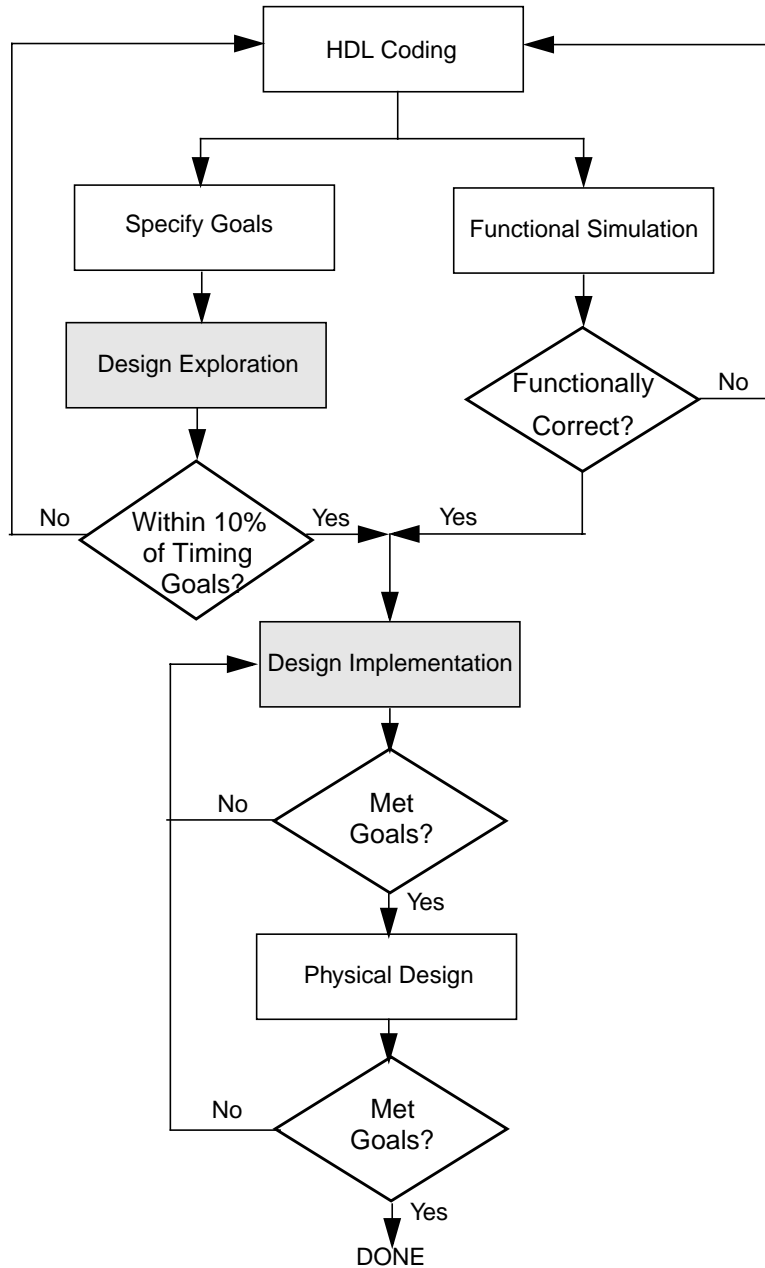 HDL Coding
Specify Goals
Functional Simulation
Design Exploration
Functionally
Correct?
No
No
Within 10%
of Timing
Goals?
Yes
Yes
Design Implementation
No
Met
Goals?
Yes
Physical Design
No
Met
Goals?
Yes
DONE